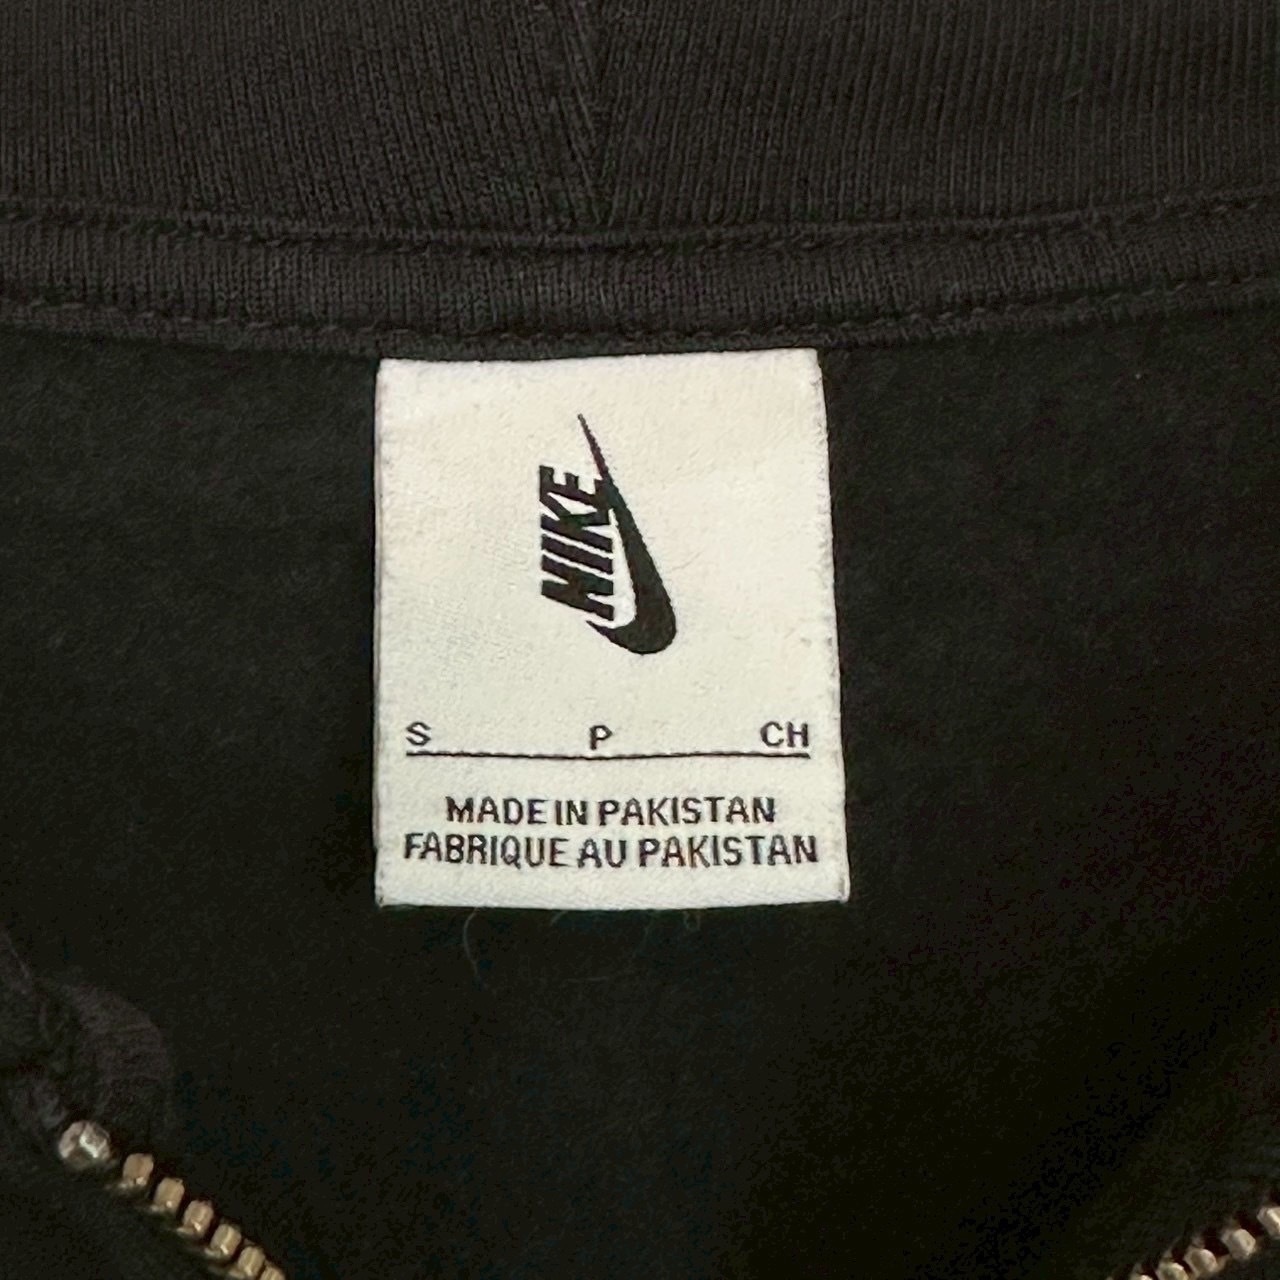 NIKE
S P CH
MADE IN PAKISTAN
FABRIQUE AU PAKISTAN